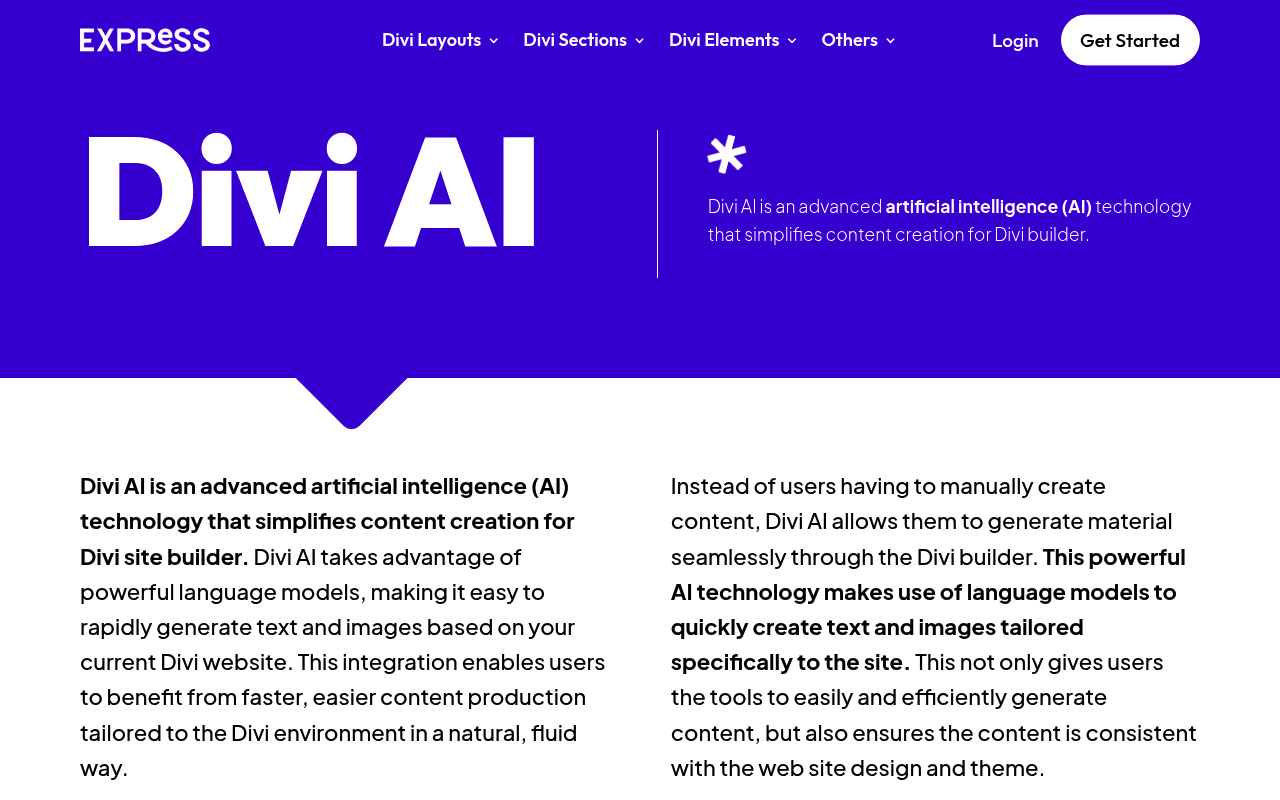 EXPRESS
Divi Layouts
Divi Sections
Divi Elements
Others
Login
Get Started
Divi AI
Divi AI is an advanced artificial intelligence (AI) technology
that simplifies content creation for Divi builder.
Divi AI is an advanced artificial intelligence (AI)
technology that simplifies content creation for
Divi site builder. Divi AI takes advantage of
powerful language models, making it easy to
rapidly generate text and images based on your
current Divi website. This integration enables users
to benefit from faster, easier content production
tailored to the Divi environment in a natural, fluid
way.
Instead of users having to manually create
content, Divi AI allows them to generate material
seamlessly through the Divi builder. This powerful
AI technology makes use of language models to
quickly create text and images tailored
specifically to the site. This not only gives users
the tools to easily and efficiently generate
content, but also ensures the content is consistent
with the web site design and theme.